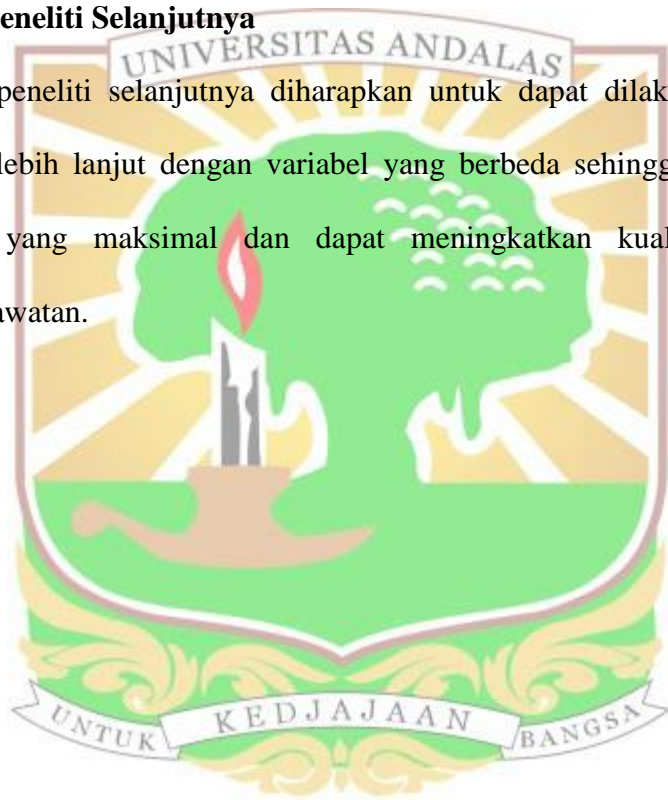 eneliti Selanjutnya
UNIVERSITAS ANDALAS
peneliti selanjutnya diharapkan untuk dapat dilak
lebih lanjut dengan variabel yang berbeda sehingg
yang maksimal dan dapat meningkatkan kual
awatan.
UNTUK KEDJAJAAN BANGSA